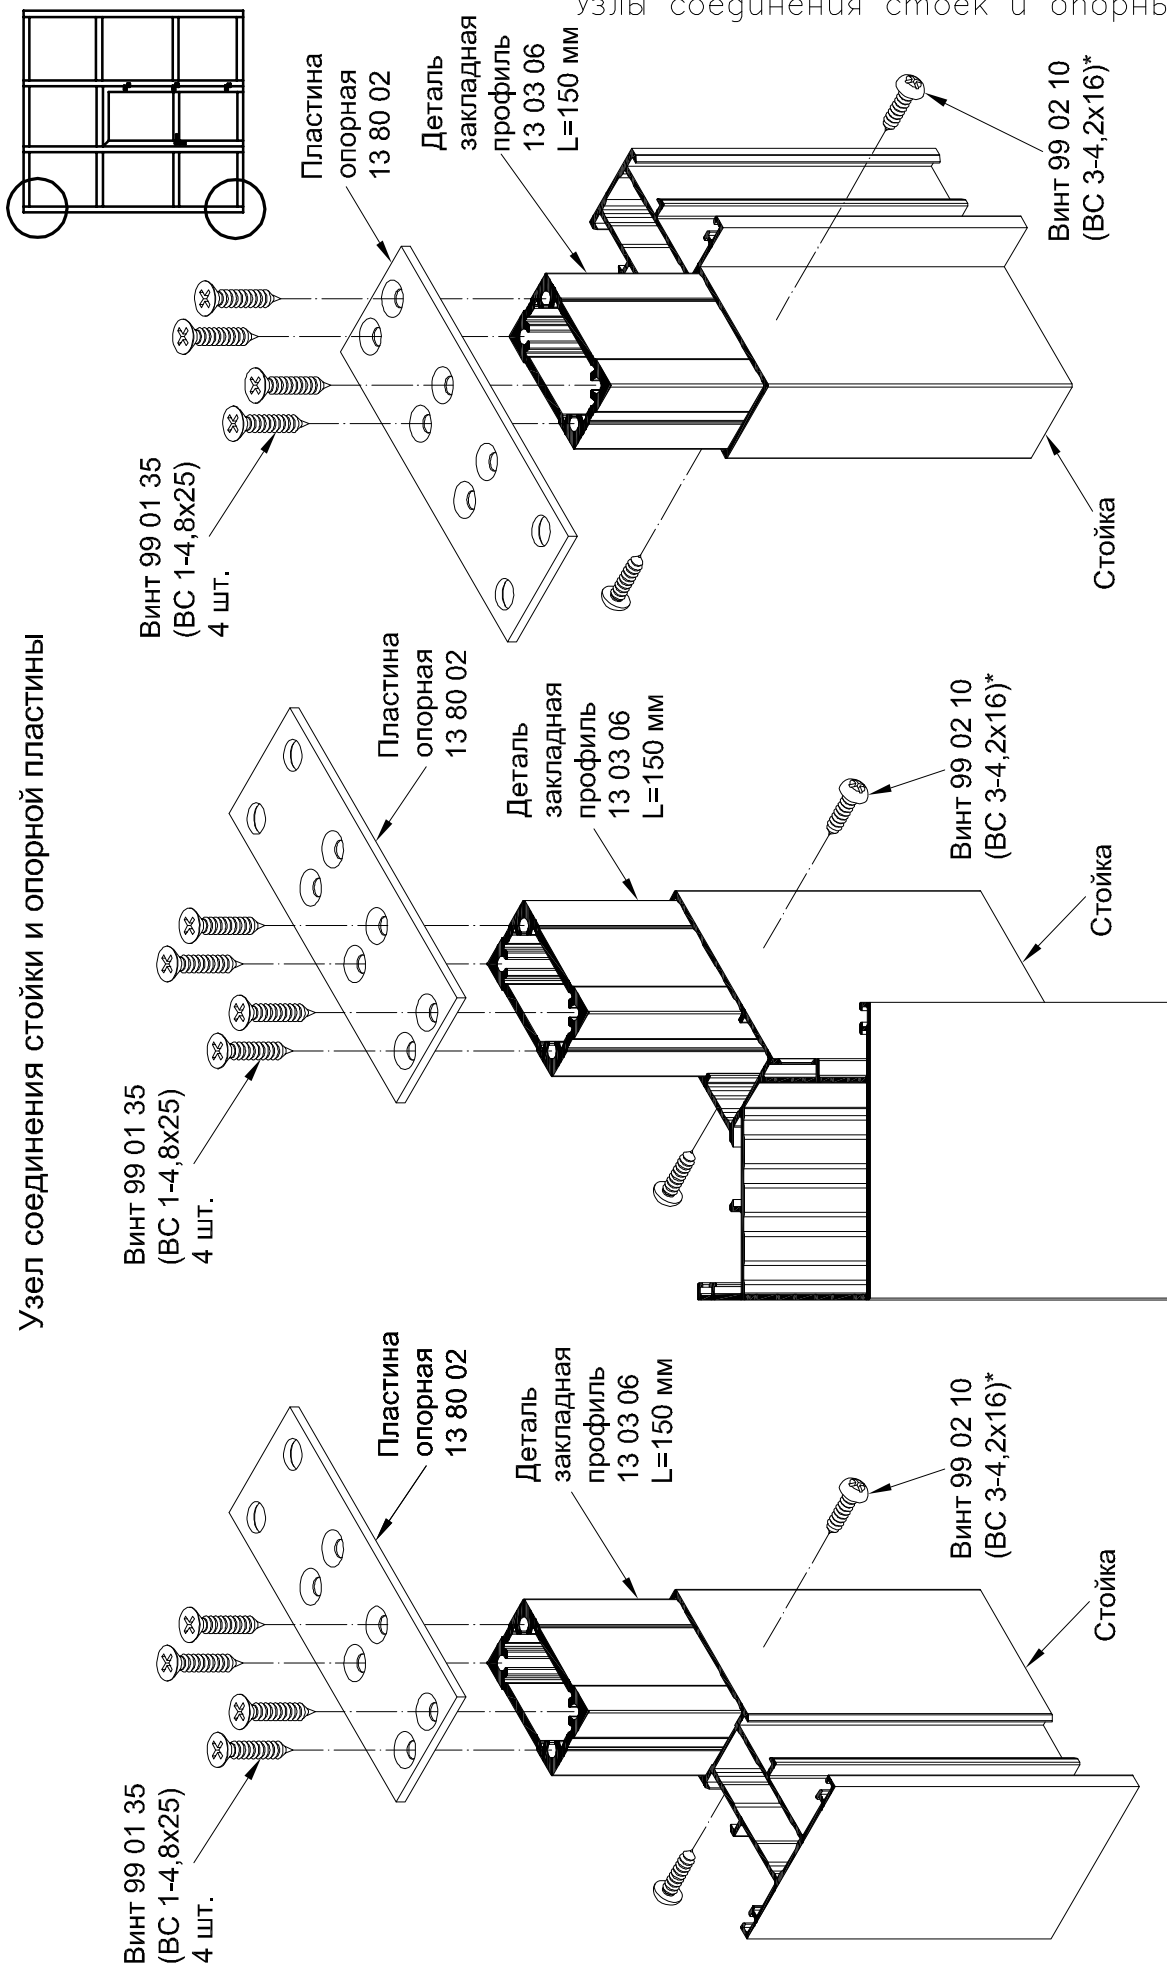 Узлы соединения стоек и опорны
Узел соединения стойки и опорной пластины
Винт 99 01 35
(ВС 1-4,8х25)
4 шт.
Пластина
опорная
13 80 02
Деталь
закладная
профиль
13 03 06
L=150 мм
Винт 99 02 10
(ВС 3-4,2х16)*
Стойка
Винт 99 01 35
(ВС 1-4,8х25)
4 шт.
Пластина
опорная
13 80 02
Деталь
закладная
профиль
13 03 06
L=150 мм
Винт 99 02 10
(ВС 3-4,2х16)*
Стойка
Винт 99 01 35
(ВС 1-4,8х25)
4 шт.
Пластина
опорная
13 80 02
Деталь
закладная
профиль
13 03 06
L=150 мм
Винт 99 02 10
(ВС 3-4,2х16)*
Стойка